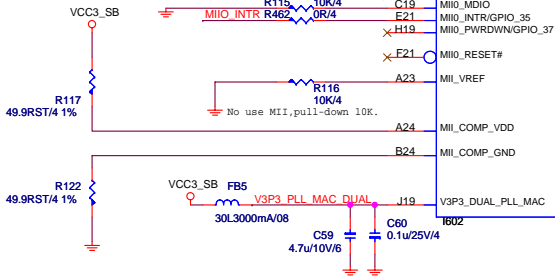 R115 10K/4 C19 MII0_MDIO
VCC3_SB MIIO_INTR R462 0R/4 E21 MII0_INTR/GPIO_35
H19 MII0_PWRDWN/GPIO_37
F21 MII0_RESET#
A23 MII_VREF
R116
10K/4
R117
49.9RST/4 1%
No use MII,pull-down 10K.
A24 MII_COMP_VDD
B24 MII_COMP_GND
R122
49.9RST/4 1%
VCC3_SB FB5
30L3000mA/08
V3P3_PLL_MAC_DUAL J19 V3P3_DUAL_PLL_MAC
I602
C59
4.7u/10V/6
C60
0.1u/25V/4